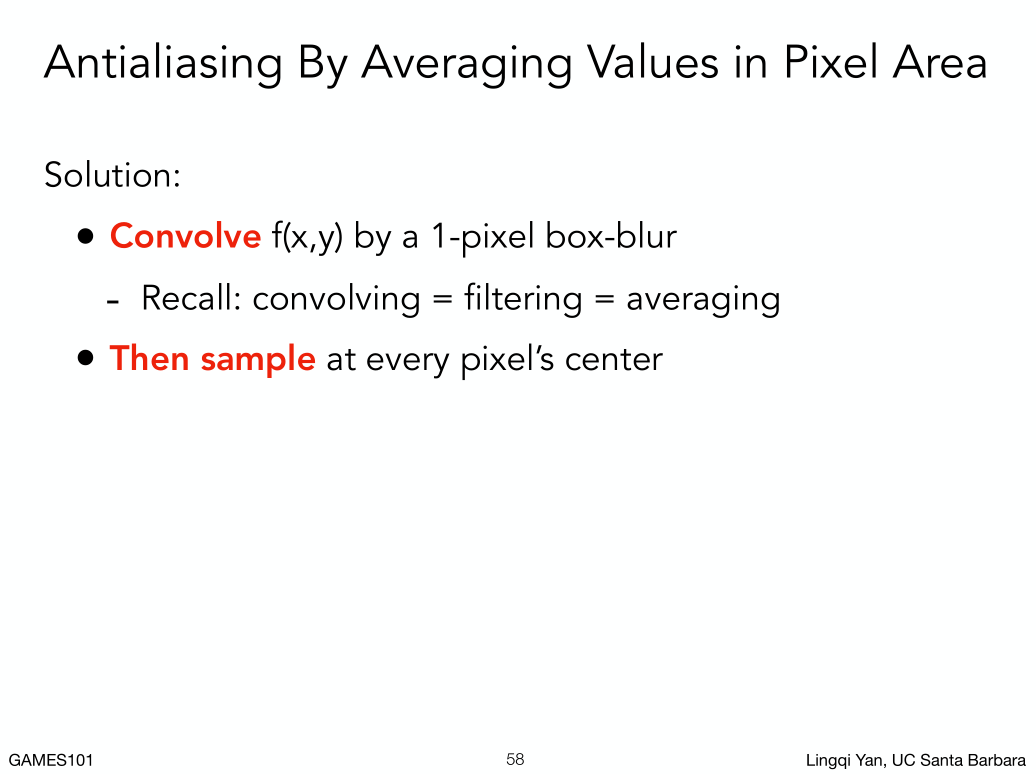 Antialiasing By Averaging Values in Pixel Area
Solution:
• Convolve f(x,y) by a 1-pixel box-blur
- Recall: convolving = filtering = averaging
• Then sample at every pixel’s center
GAMES101
58
Lingqi Yan, UC Santa Barbara